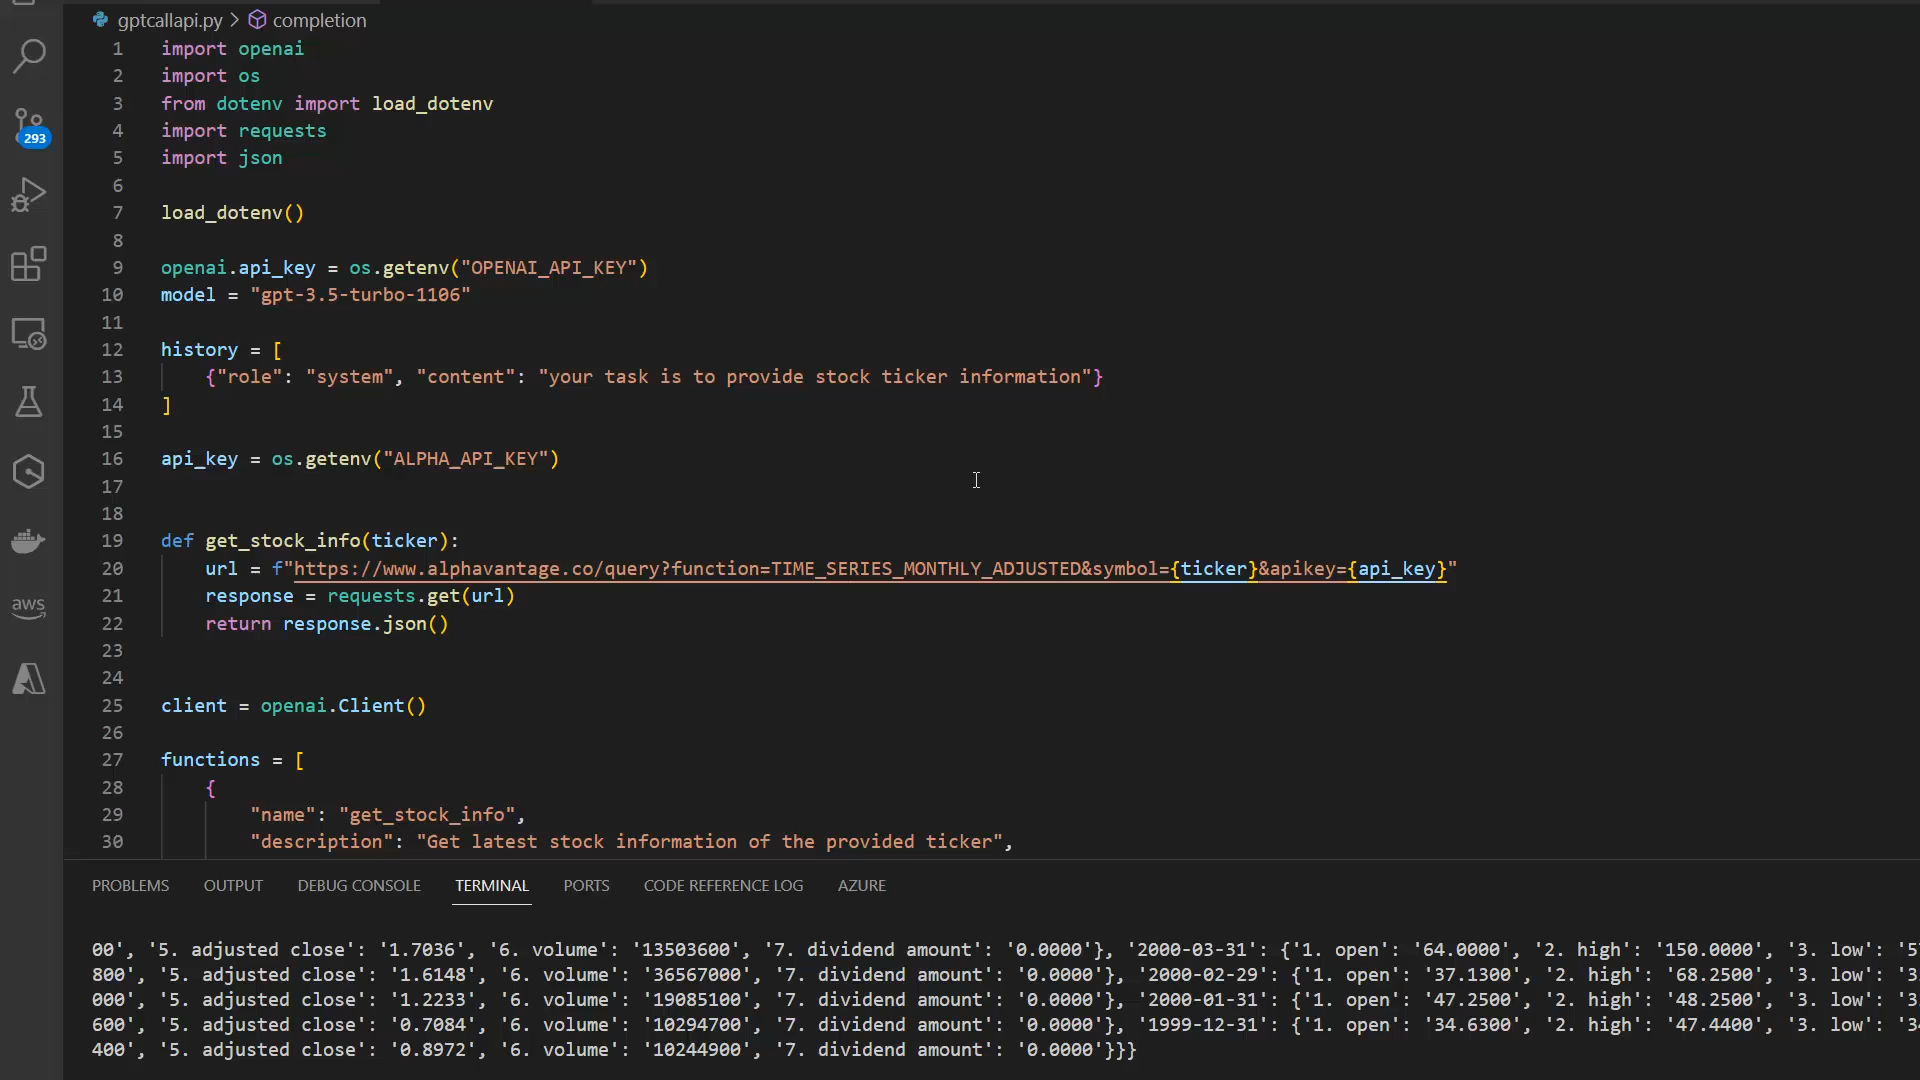 gptcallapi.py > completion
1 import openai
2 import os
3 from dotenv import load_dotenv
4 import requests
293
5 import json
6
7 load_dotenv()
8
9 openai.api_key = os.getenv("OPENAI_API_KEY")
10 model = "gpt-3.5-turbo-1106"
11
12 history = [
13     {"role": "system", "content": "your task is to provide stock ticker information"}
14 ]
15
16 api_key = os.getenv("ALPHA_API_KEY")
17
18
19 def get_stock_info(ticker):
20     url = f"https://www.alphavantage.co/query?function=TIME_SERIES_MONTHLY_ADJUSTED&symbol={ticker}&apikey={api_key}"
21     response = requests.get(url)
aws
22     return response.json()
23
24
25 client = openai.Client()
26
27 functions = [
28     {
29         "name": "get_stock_info",
30         "description": "Get latest stock information of the provided ticker",
PROBLEMS OUTPUT DEBUG CONSOLE TERMINAL PORTS CODE REFERENCE LOG AZURE
00', '5. adjusted close': '1.7036', '6. volume': '13503600', '7. dividend amount': '0.0000'}, '2000-03-31': {'1. open': '64.0000', '2. high': '150.0000', '3. low': '5
800', '5. adjusted close': '1.6148', '6. volume': '36567000', '7. dividend amount': '0.0000'}, '2000-02-29': {'1. open': '37.1300', '2. high': '68.2500', '3. low': '3
000', '5. adjusted close': '1.2233', '6. volume': '19085100', '7. dividend amount': '0.0000'}, '2000-01-31': {'1. open': '47.2500', '2. high': '48.2500', '3. low': '3
600', '5. adjusted close': '0.7084', '6. volume': '10294700', '7. dividend amount': '0.0000'}, '1999-12-31': {'1. open': '34.6300', '2. high': '47.4400', '3. low': '3
400', '5. adjusted close': '0.8972', '6. volume': '10244900', '7. dividend amount': '0.0000'}}}